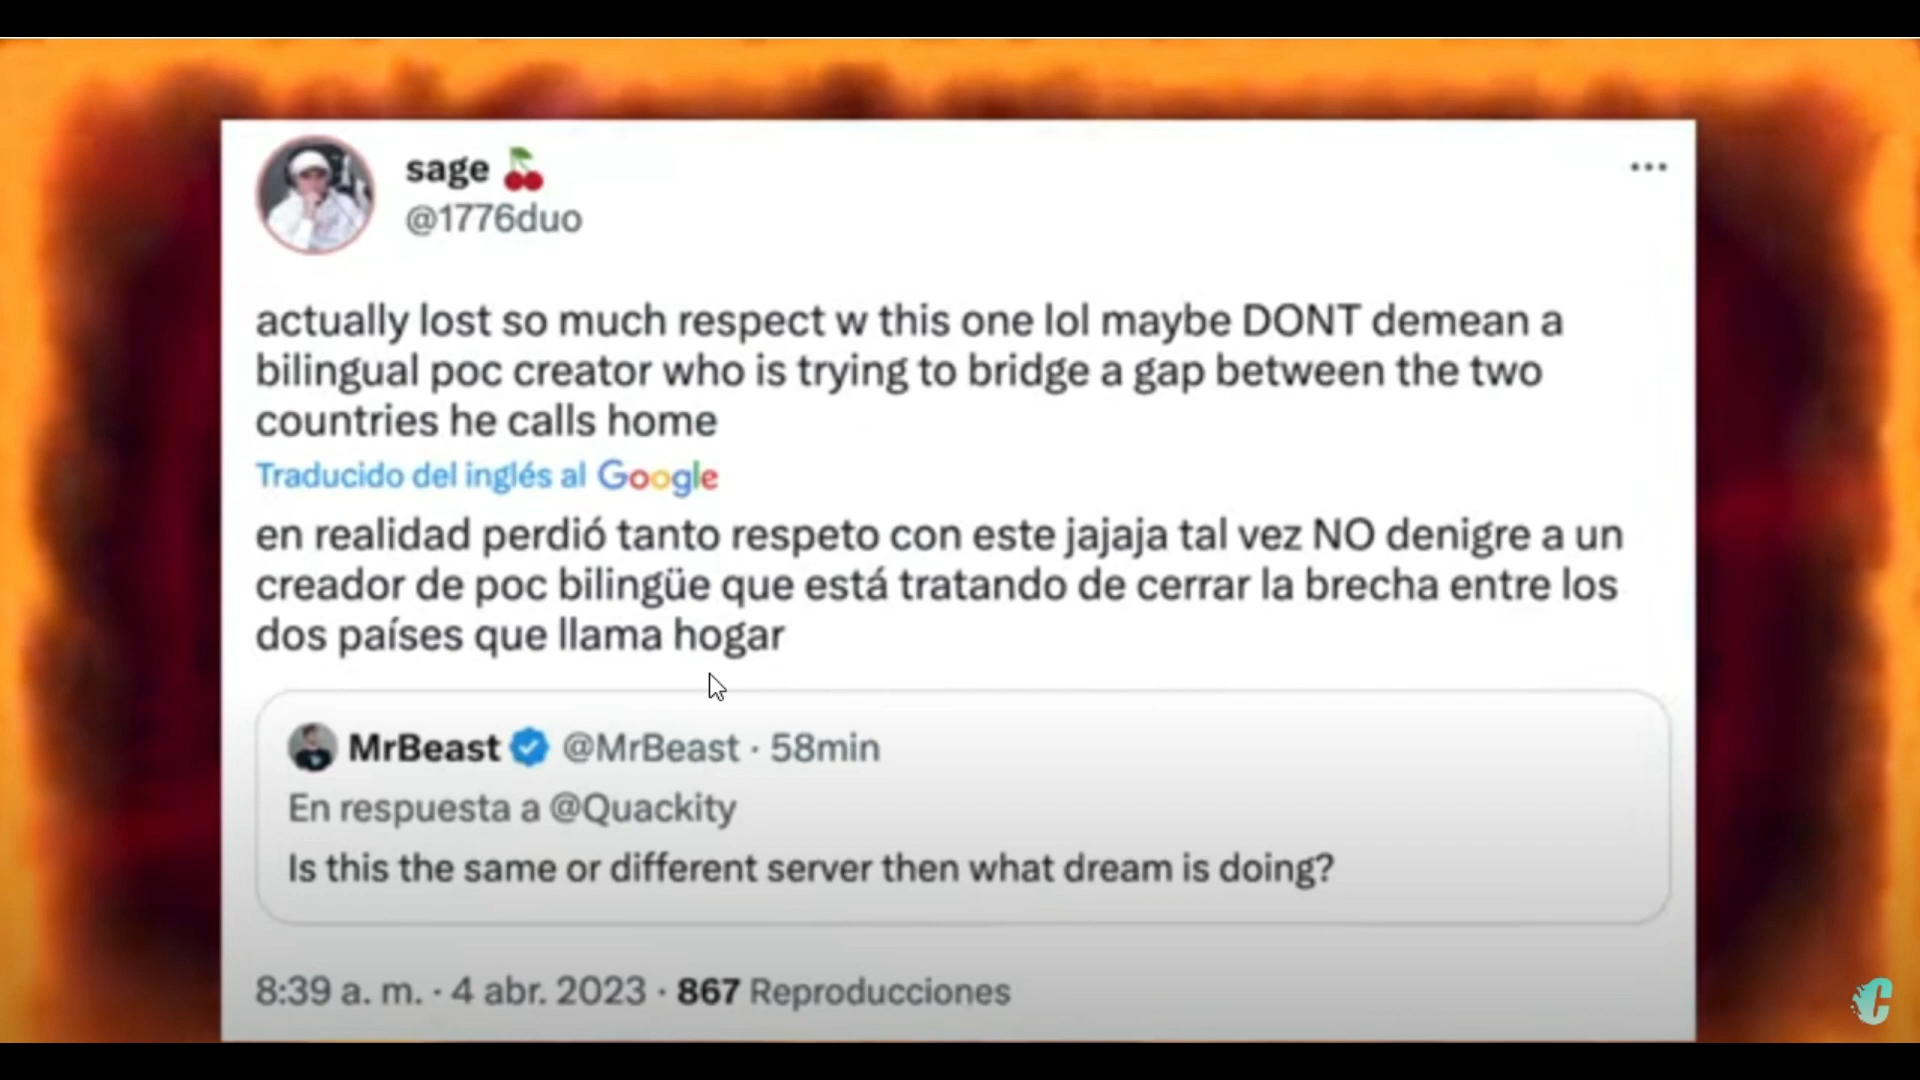 sage 🍒
@1776duo
actually lost so much respect w this one lol maybe DONT demean a
bilingual poc creator who is trying to bridge a gap between the two
countries he calls home
Traducido del inglés al Google
en realidad perdió tanto respeto con este jajaja tal vez NO denigre a un
creador de poc bilingüe que está tratando de cerrar la brecha entre los
dos países que llama hogar
MrBeast @MrBeast · 58min
En respuesta a @Quackity
Is this the same or different server then what dream is doing?
8:39 a. m. · 4 abr. 2023 · 867 Reproducciones
C